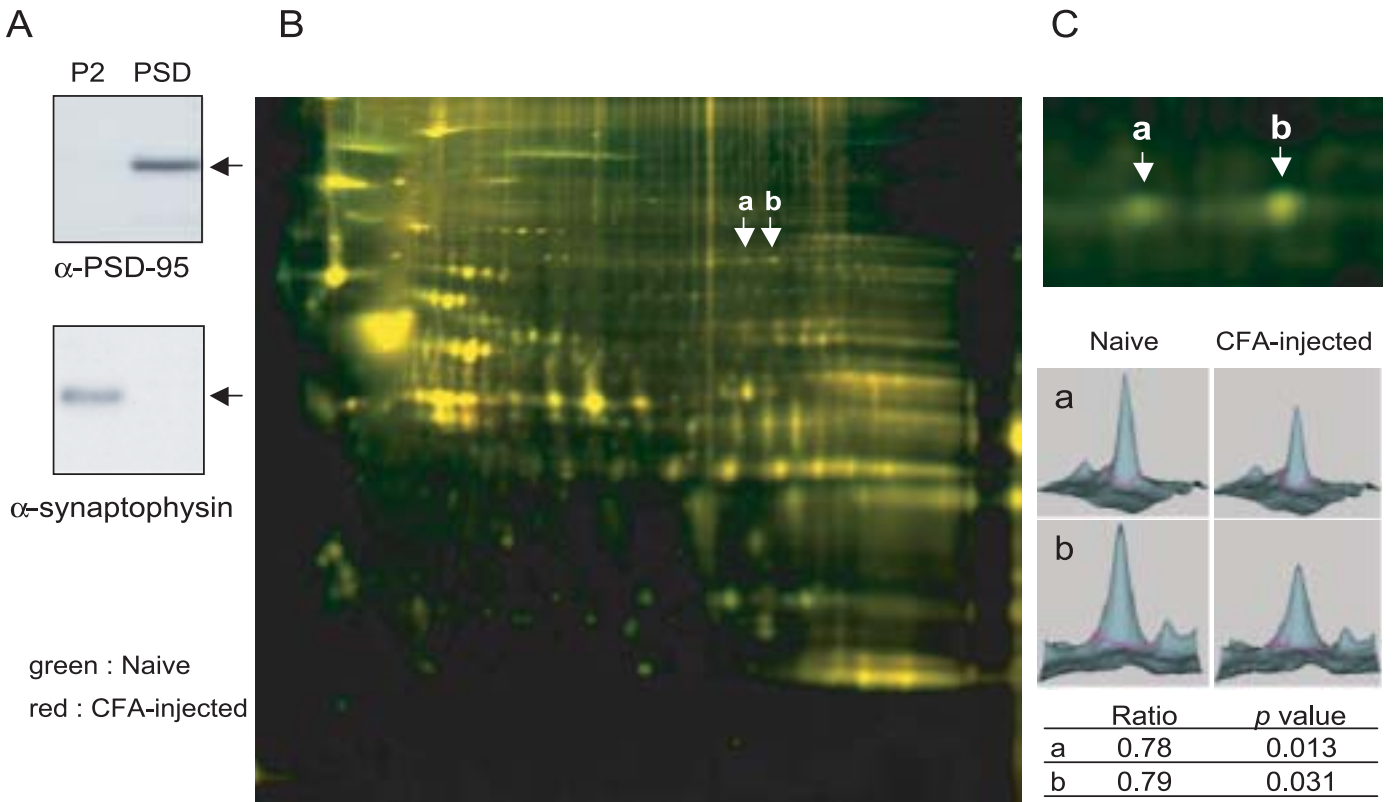 A
P2 PSD
α-PSD-95
α-synaptophysin
green : Naive
red : CFA-injected
B
a b
C
a b
Naive CFA-injected
a
b
Ratio p value
a 0.78 0.013
b 0.79 0.031